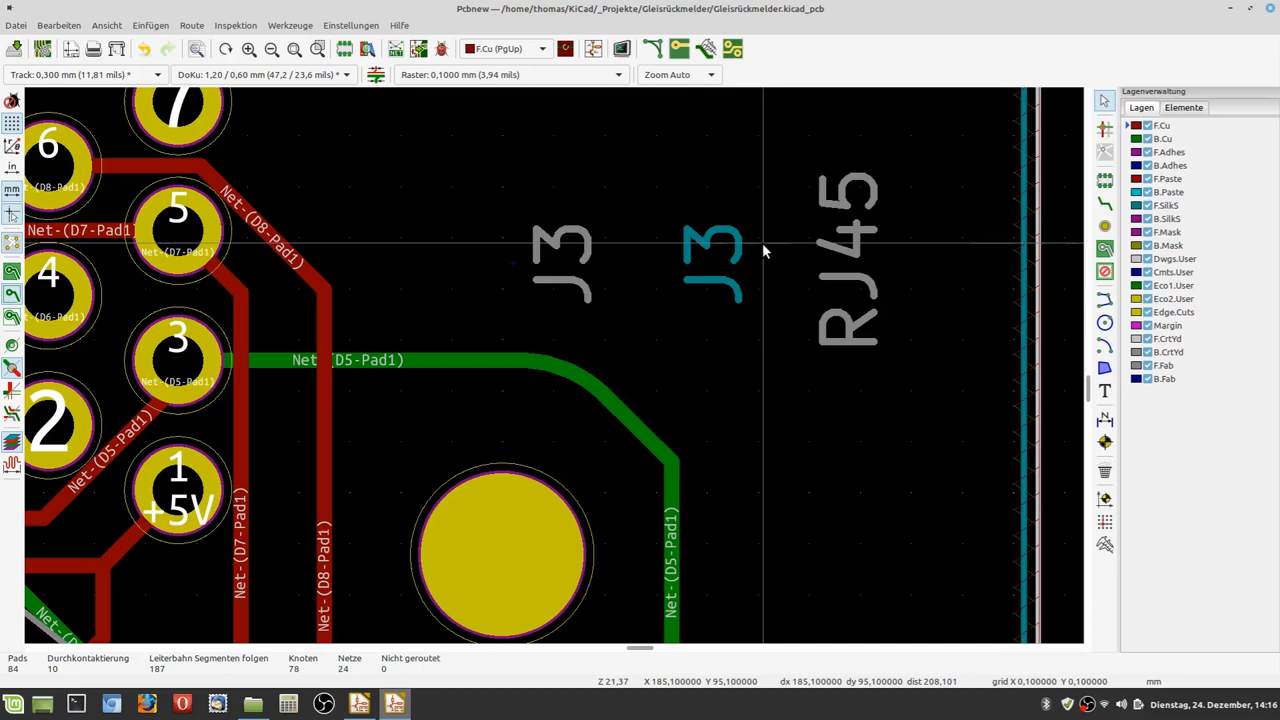 Pcbnew — /home/thomas/KiCad/_Projekte/Gleisrückmelder/Gleisrückmelder.kicad_pcb
Datei Bearbeiten Ansicht Einfügen Route Inspektion Werkzeuge Einstellungen Hilfe
F.Cu (PgUp)
Track: 0,300 mm (11,81 mils) * DoKu: 1,20 / 0,60 mm (47,2 / 23,6 mils) * Raster: 0,1000 mm (3,94 mils) Zoom Auto
Lagenverwaltung
Lagen Elemente
F.Cu
B.Cu
F.Adhes
B.Adhes
F.Paste
B.Paste
F.SilkS
B.SilkS
F.Mask
B.Mask
Dwgs.User
Cmts.User
Eco1.User
Eco2.User
Edge.Cuts
Margin
F.CrtYd
B.CrtYd
F.Fab
B.Fab
in
mm
7
6
(D8-Pad1)
5
Net-(D7-Pad1)
Net-(D7-Pad1)
Net-(D8-Pad1)
4
(D6-Pad1)
3
Net-(D5-Pad1)
Net-(D5-Pad1)
2
Net-(D5-Pad1)
1
+5V
Net-(D7-Pad1)
Net-(D8-Pad1)
Net-(D5-Pad1)
J3
J3
RJ45
Pads Durchkontaktierung Leiterbahn Segmenten folgen Knoten Netze Nicht geroutet
84 10 187 78 24 0
Z 21,37 X 185,100000 Y 95,100000 dx 185,100000 dy 95,100000 dist 208,101 grid X 0,100000 Y 0,100000 mm
Dienstag, 24. Dezember, 14:16